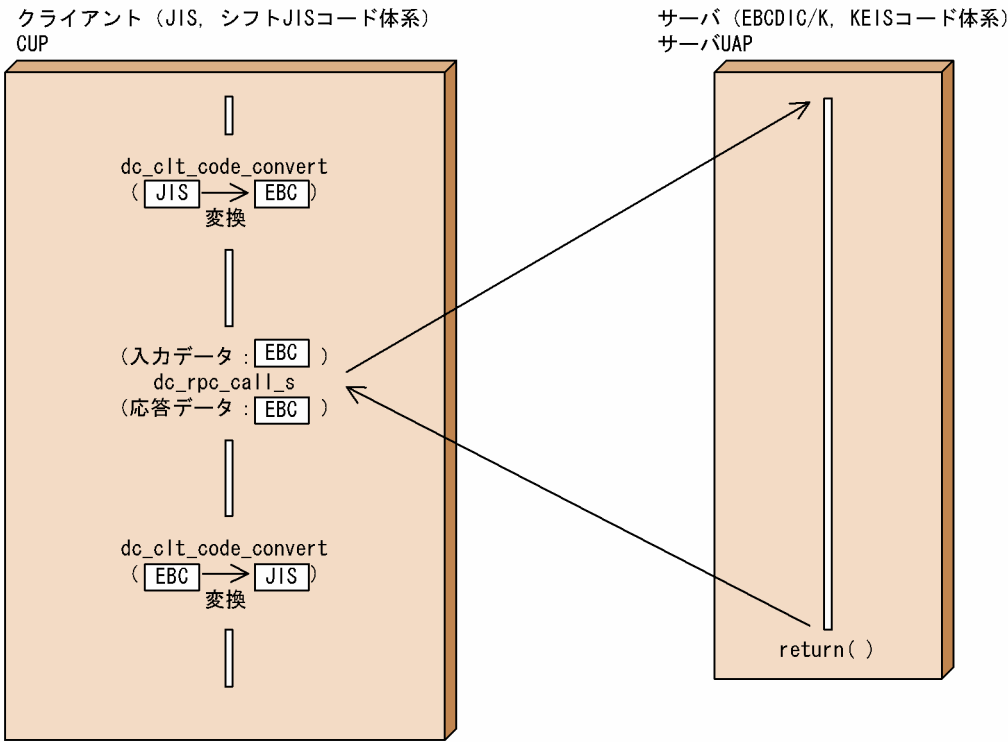 クライアント（JIS, シフトJISコード体系）
CUP
dc_clt_code_convert
（ JIS → EBC ）
変換
（入力データ：EBC ）
dc_rpc_call_s
（応答データ：EBC ）
dc_clt_code_convert
（ EBC → JIS ）
変換
サーバ（EBCDIC/K, KEISコード体系）
サーバUAP
return( )